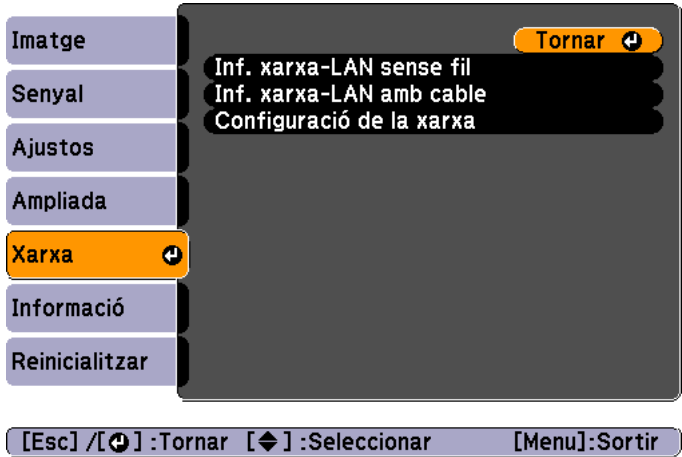 Imatge
Senyal
Ajustos
Ampliada
Xarxa
Informació
Reinicialitzar
Tornar
Inf. xarxa-LAN sense fil
Inf. xarxa-LAN amb cable
Configuració de la xarxa
[Esc] /[ ] :Tornar [ ] :Seleccionar [Menu]:Sortir